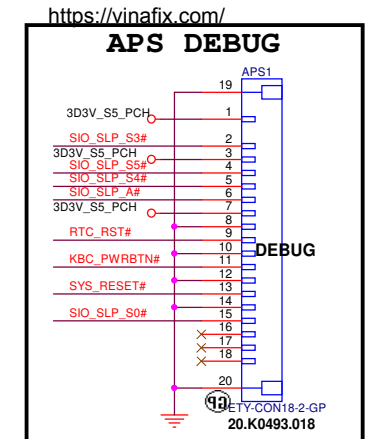 https://vinafix.com/
APS DEBUG
APS1
19
3D3V_S5_PCH
1
SIO_SLP_S3#
2
3D3V_S5_PCH
3
SIO_SLP_S5#
4
SIO_SLP_S4#
5
SIO_SLP_A#
6
3D3V_S5_PCH
7
8
RTC_RST#
9
10
DEBUG
KBC_PWRBTN#
11
12
SYS_RESET#
13
14
SIO_SLP_S0#
15
16
17
18
20
ETY-CON18-2-GP
20.K0493.018